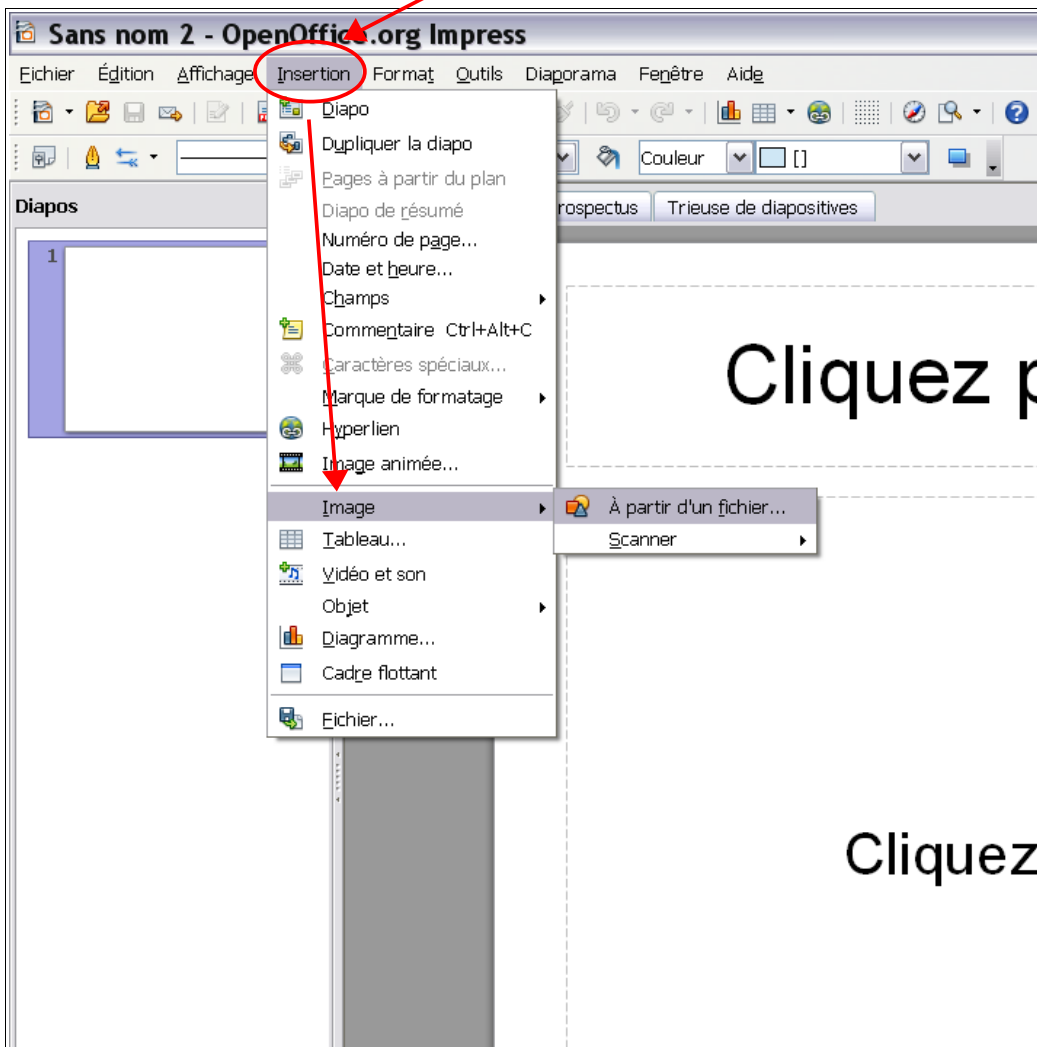 Sans nom 2 - OpenOffice.org Impress
Fichier Édition Affichage Insertion Format Outils Diaporama Fenêtre Aide
Couleur []
Diapos
rospectus Trieuse de diapositives
1
Diapo
Dupliquer la diapo
Pages à partir du plan
Diapo de résumé
Numéro de page...
Date et heure...
Champs
Commentaire Ctrl+Alt+C
Caractères spéciaux...
Marque de formatage
Hyperlien
Image animée...
Image
À partir d'un fichier...
Scanner
Tableau...
Vidéo et son
Objet
Diagramme...
Cadre flottant
Fichier...
Cliquez p
Cliquez